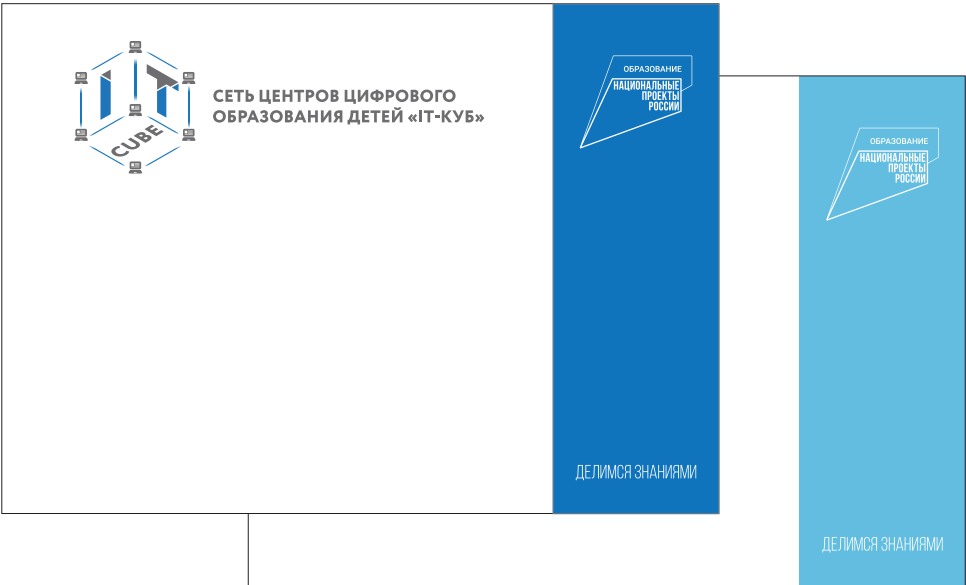 IT
CUBE
СЕТЬ ЦЕНТРОВ ЦИФРОВОГО
ОБРАЗОВАНИЯ ДЕТЕЙ «IT-КУБ»
ОБРАЗОВАНИЕ
НАЦИОНАЛЬНЫЕ
ПРОЕКТЫ
РОССИИ
ДЕЛИМСЯ ЗНАНИЯМИ
ОБРАЗОВАНИЕ
НАЦИОНАЛЬНЫЕ
ПРОЕКТЫ
РОССИИ
ДЕЛИМСЯ ЗНАНИЯМИ